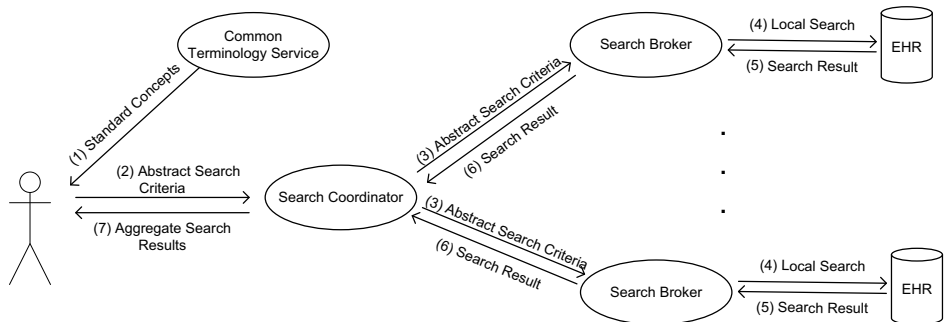 Common
Terminology Service
(1) Standard Concepts
(2) Abstract Search
Criteria
(7) Aggregate Search
Results
Search Coordinator
(3) Abstract Search Criteria
(6) Search Result
(3) Abstract Search Criteria
(6) Search Result
Search Broker
(4) Local Search
(5) Search Result
EHR
.
.
.
Search Broker
(4) Local Search
(5) Search Result
EHR